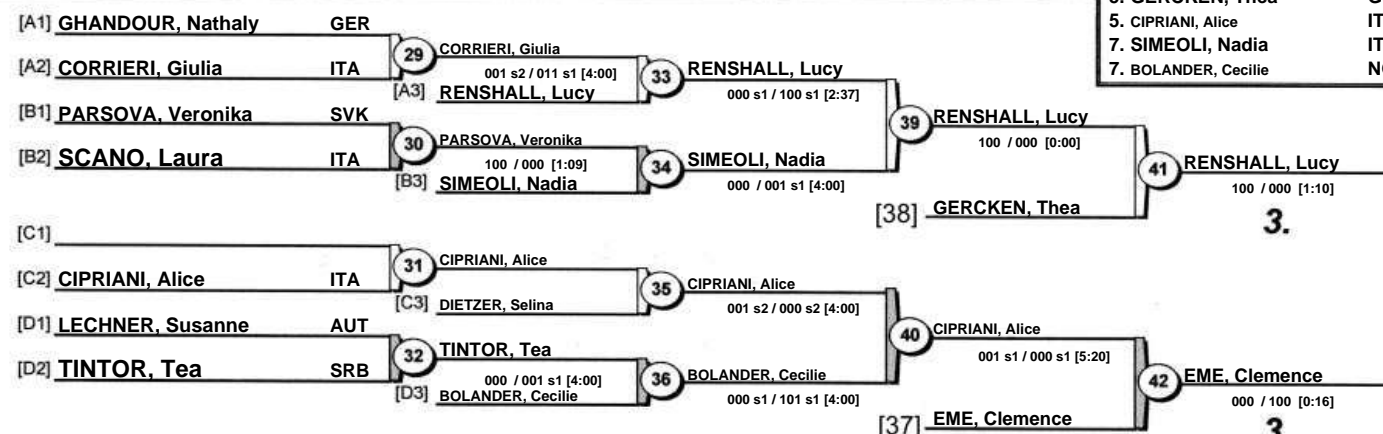 5. GERCKEN, Thea G
5. CIPRIANI, Alice IT
7. SIMEOLI, Nadia IT
7. BOLANDER, Cecilie N
[A1] GHANDOUR, Nathaly GER
29 CORRIERI, Giulia
001 s2 / 011 s1 [4:00]
[A2] CORRIERI, Giulia ITA
[A3] RENSHALL, Lucy
33 RENSHALL, Lucy
000 s1 / 100 s1 [2:37]
[B1] PARSOVA, Veronika SVK
30 PARSOVA, Veronika
100 / 000 [1:09]
[B2] SCANO, Laura ITA
[B3] SIMEOLI, Nadia
34 SIMEOLI, Nadia
000 / 001 s1 [4:00]
39 RENSHALL, Lucy
100 / 000 [0:00]
[38] GERCKEN, Thea
41 RENSHALL, Lucy
100 / 000 [1:10]
3.
[C1]
31 CIPRIANI, Alice
[C2] CIPRIANI, Alice ITA
[C3] DIETZER, Selina
35 CIPRIANI, Alice
001 s2 / 000 s2 [4:00]
[D1] LECHNER, Susanne AUT
32 TINTOR, Tea
000 / 001 s1 [4:00]
[D2] TINTOR, Tea SRB
[D3] BOLANDER, Cecilie
36 BOLANDER, Cecilie
000 s1 / 101 s1 [4:00]
40 CIPRIANI, Alice
001 s1 / 000 s1 [5:20]
[37] EME, Clemence
42 EME, Clemence
000 / 100 [0:16]
3